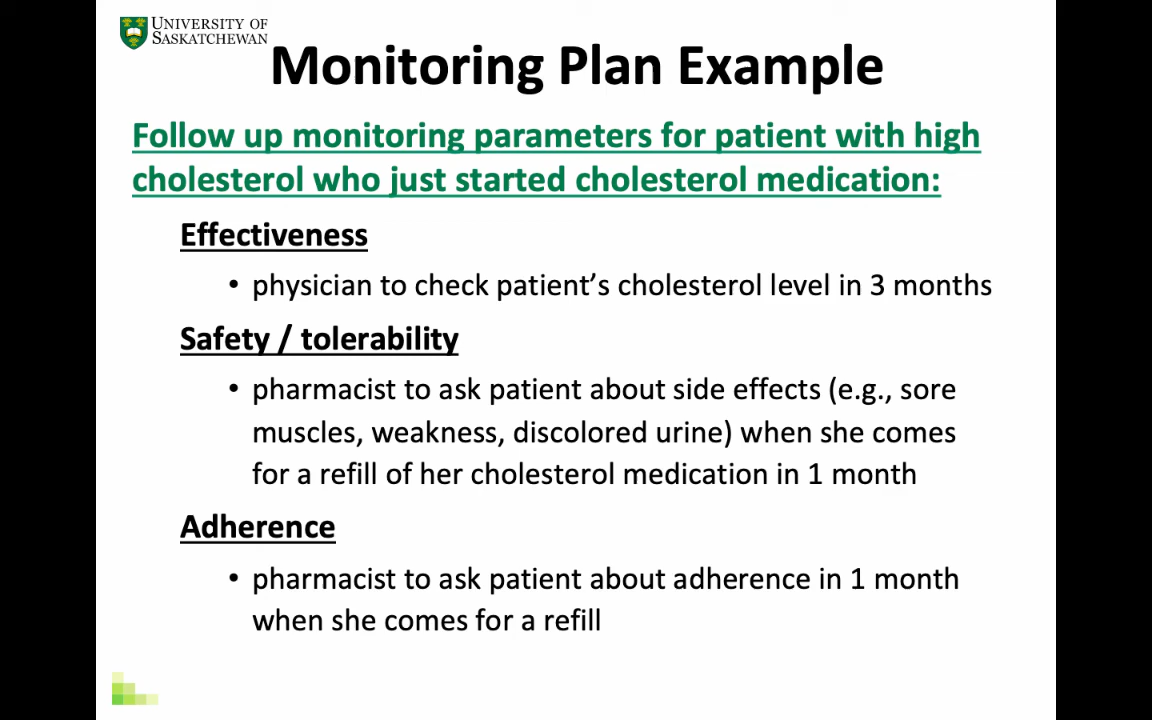 UNIVERSITY OF
SASKATCHEWAN
Monitoring Plan Example
Follow up monitoring parameters for patient with high
cholesterol who just started cholesterol medication:
Effectiveness
• physician to check patient’s cholesterol level in 3 months
Safety / tolerability
• pharmacist to ask patient about side effects (e.g., sore
muscles, weakness, discolored urine) when she comes
for a refill of her cholesterol medication in 1 month
Adherence
• pharmacist to ask patient about adherence in 1 month
when she comes for a refill